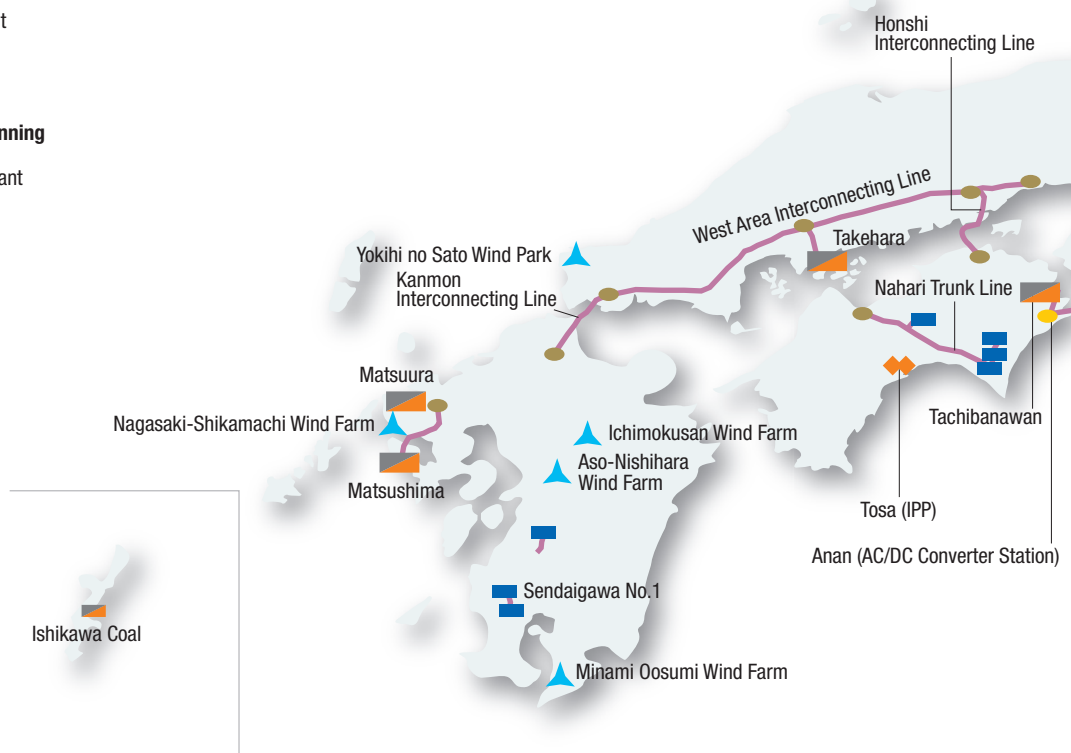 t
nning
ant
Honshi
Interconnecting Line
West Area Interconnecting Line
Takehara
Yokihi no Sato Wind Park
Kanmon
Interconnecting Line
Nahari Trunk Line
Matsuura
Nagasaki-Shikamachi Wind Farm
Matsushima
Ichimokusan Wind Farm
Aso-Nishihara
Wind Farm
Tachibanawan
Tosa (IPP)
Anan (AC/DC Converter Station)
Sendaigawa No.1
Ishikawa Coal
Minami Oosumi Wind Farm